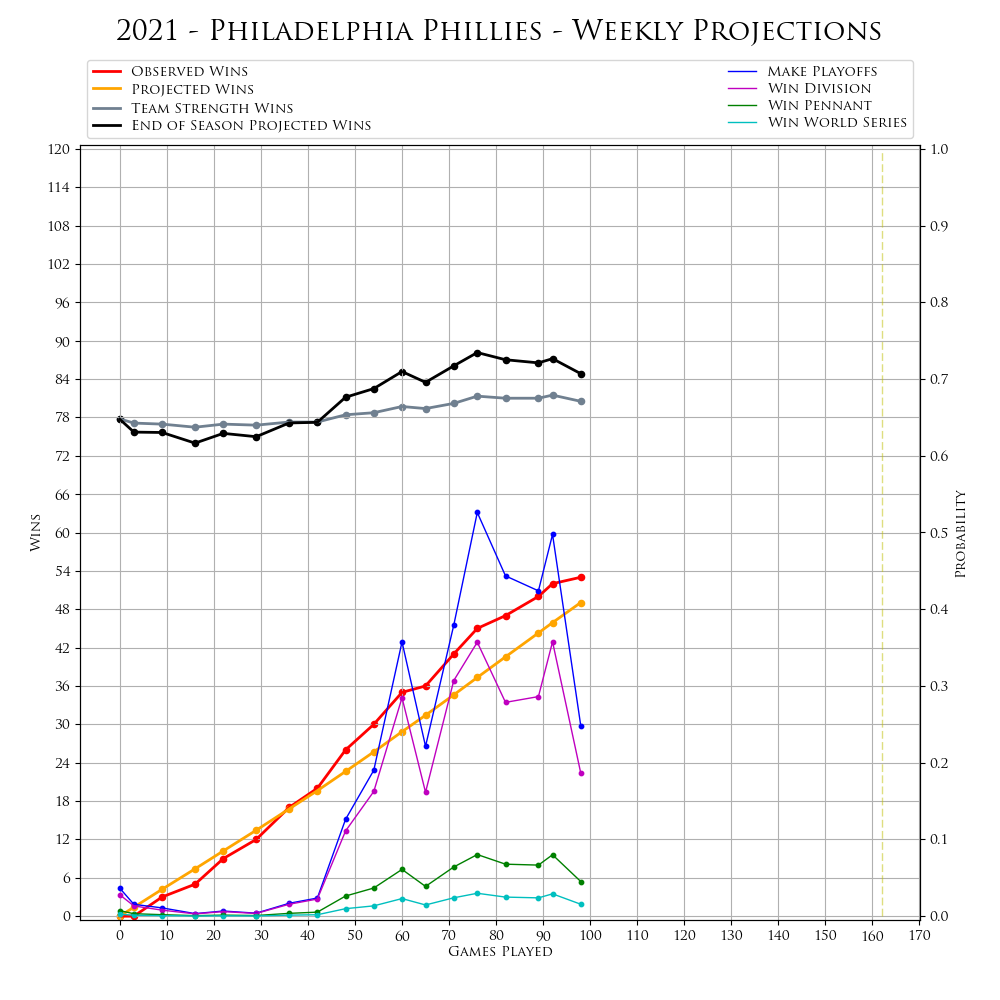 2021 - Philadelphia Phillies - Weekly Projections
Observed Wins
Projected Wins
Team Strength Wins
End of Season Projected Wins
Make Playoffs
Win Division
Win Pennant
Win World Series
120
114
108
102
96
90
84
78
72
66
60
54
48
42
36
30
24
18
12
6
0
Wins
1.0
0.9
0.8
0.7
0.6
0.5
0.4
0.3
0.2
0.1
0.0
Probability
0 10 20 30 40 50 60 70 80 90 100 110 120 130 140 150 160 170
Games Played